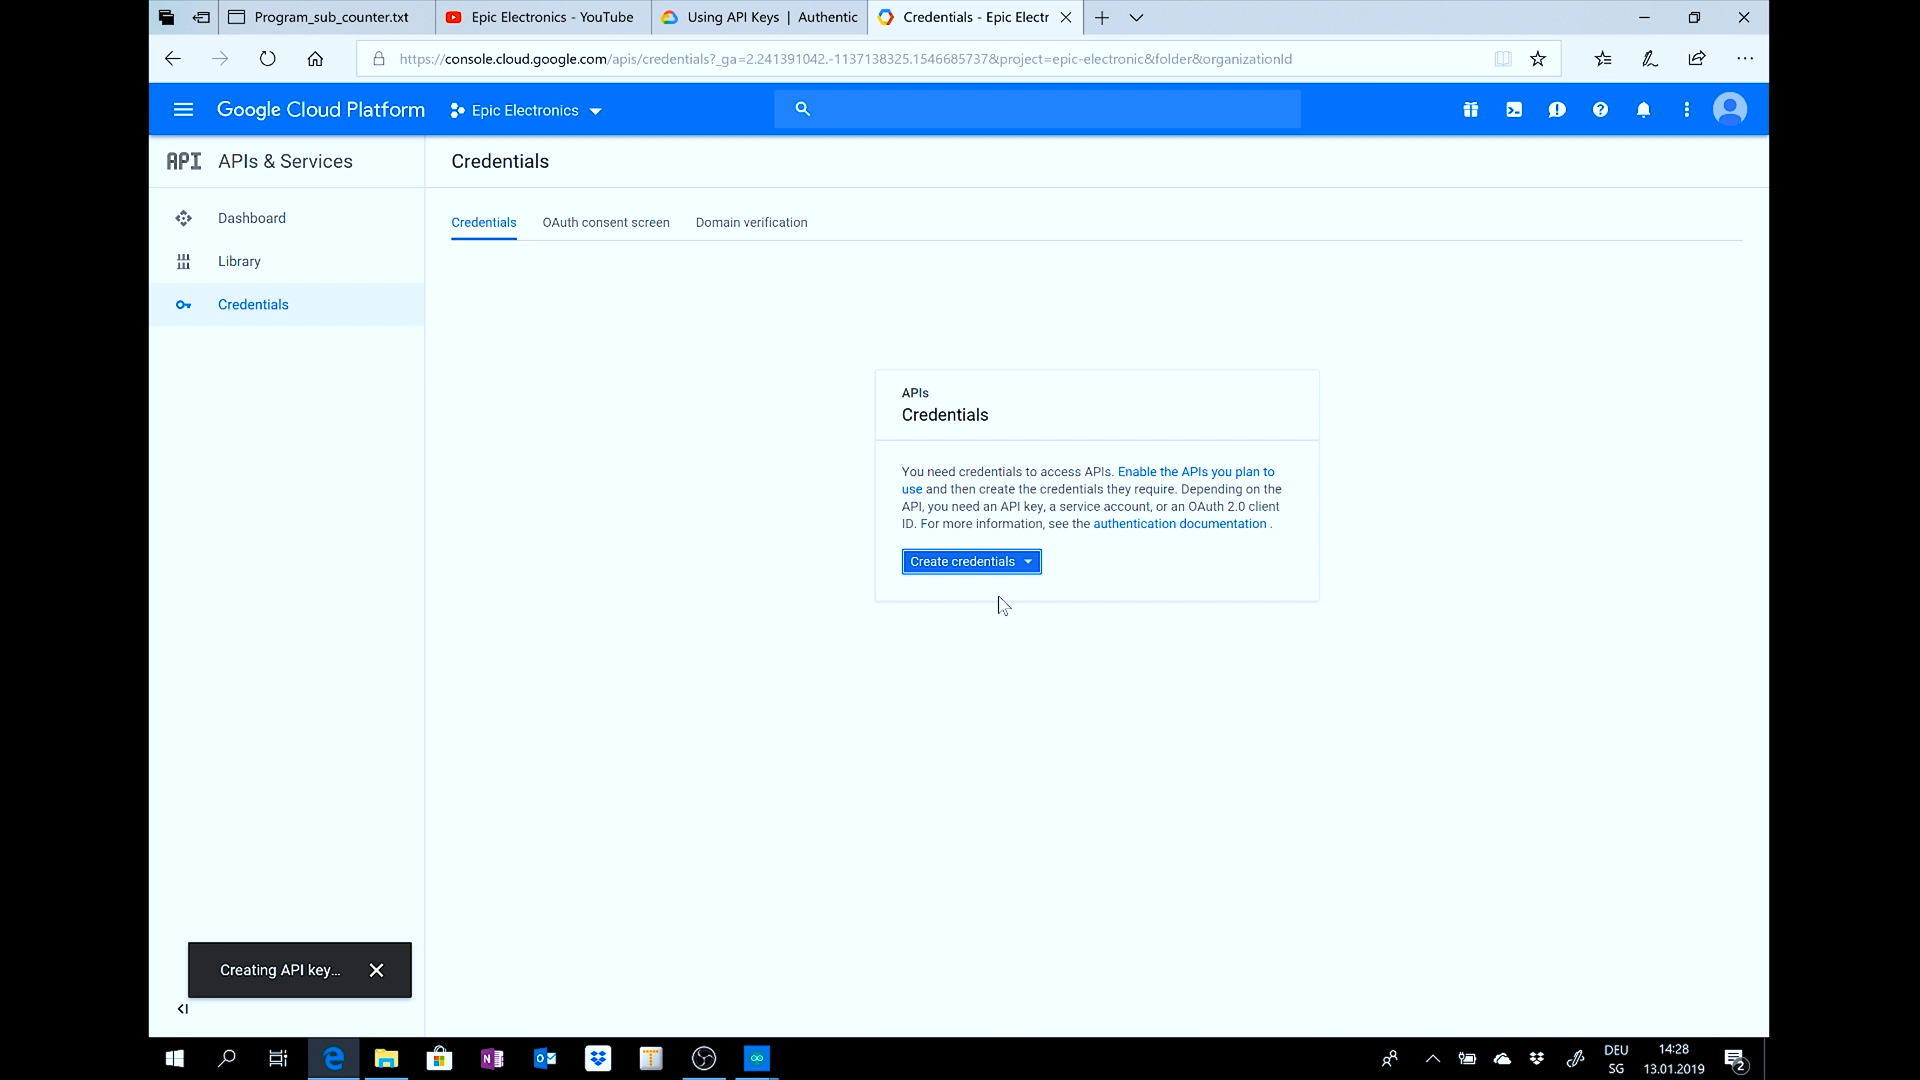 Program_sub_counter.txt
Epic Electronics - YouTube
Using API Keys | Authentic
Credentials - Epic Electr
https://console.cloud.google.com/apis/credentials?_ga=2.241391042.-1137138325.1546685737&project=epic-electronic&folder&organizationId
Google Cloud Platform
Epic Electronics
API APIs & Services
Credentials
Dashboard
Library
Credentials
Credentials
OAuth consent screen
Domain verification
APIs
Credentials
You need credentials to access APIs. Enable the APIs you plan to
use and then create the credentials they require. Depending on the
API, you need an API key, a service account, or an OAuth 2.0 client
ID. For more information, see the authentication documentation .
Create credentials
Creating API key...
DEU
SG
14:28
13.01.2019
2